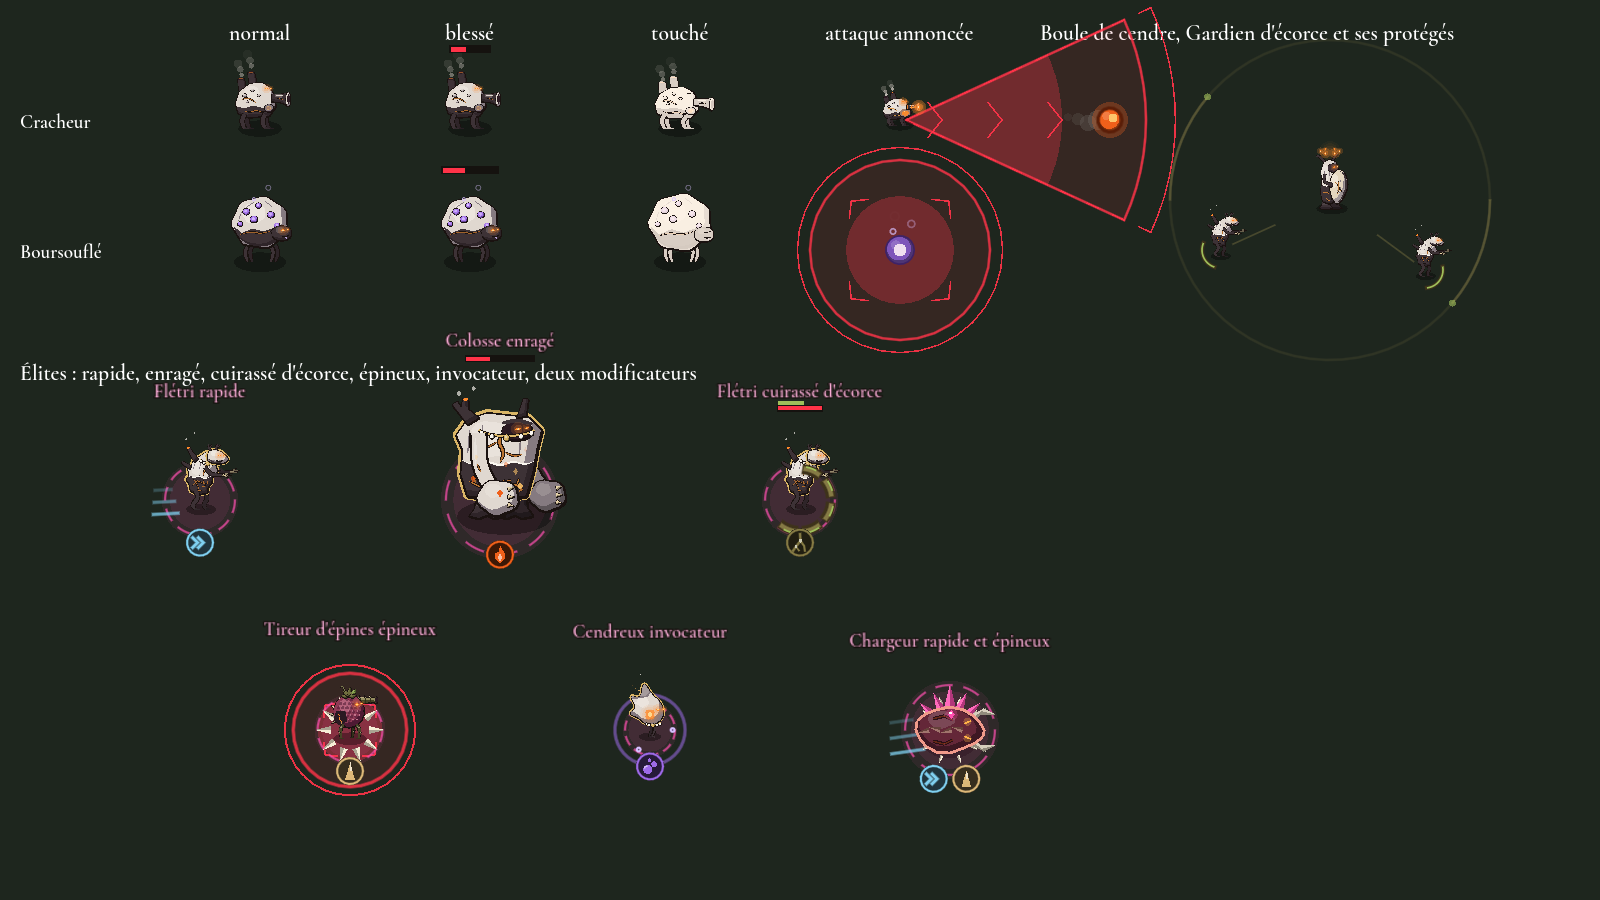 normal
blessé
touché
attaque annoncée
Boule de cendre, Gardien d'écorce et ses protégés
Cracheur
Boursouflé
Colosse enragé
Élites : rapide, enragé, cuirassé d'écorce, épineux, invocateur, deux modificateurs
Flétri rapide
Flétri cuirassé d'écorce
Tireur d'épines épineux
Cendreux invocateur
Chargeur rapide et épineux